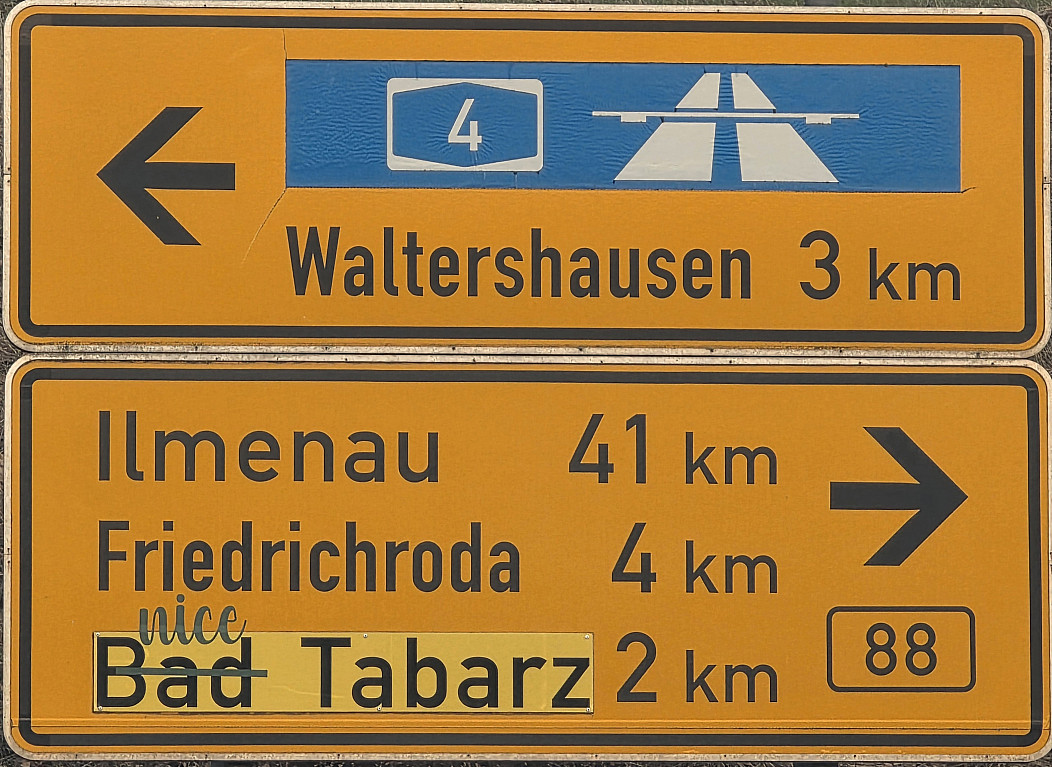 4
Waltershausen 3 km
Ilmenau 41 km
Friedrichroda 4 km
nice
Bad Tabarz 2 km
88